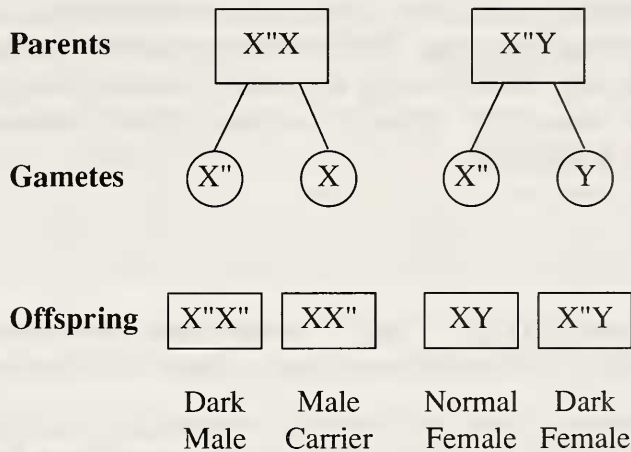 Parents X"X X"Y
Gametes X" X X" Y
Offspring X"X" XX" XY X"Y
Dark Male Normal Dark
Male Carrier Female Female